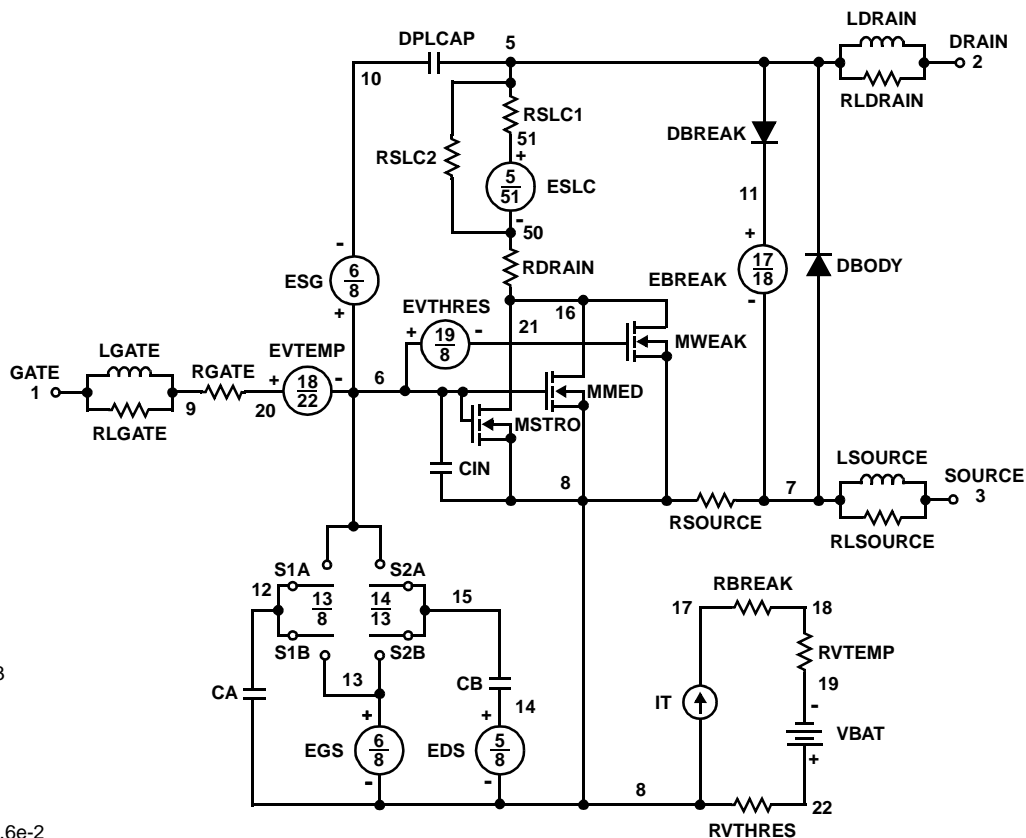 LDRAIN
DPLCAP
5
DRAIN
2
10
RLDRAIN
RSLC1
DBREAK
51
+
RSLC2
5
51
ESLC
11
-
50
-
+
17
18
EBREAK
-
DBODY
RDRAIN
6
8
ESG
+
EVTHRES
16
21
+
19
8
-
MWEAK
LGATE
EVTEMP
GATE
1
RGATE
+
18
22
-
6
MMED
9
20
RLGATE
MSTRO
LSOURCE
CIN
8
7
SOURCE
3
RSOURCE
RLSOURCE
S1A
S2A
12
13
8
14
13
15
RBREAK
17
18
S1B
S2B
RVTEMP
13
CB
19
CA
14
IT
-
+
+
VBAT
EGS
6
8
EDS
5
8
+
-
-
8
22
RVTHRES
3
.6e-2